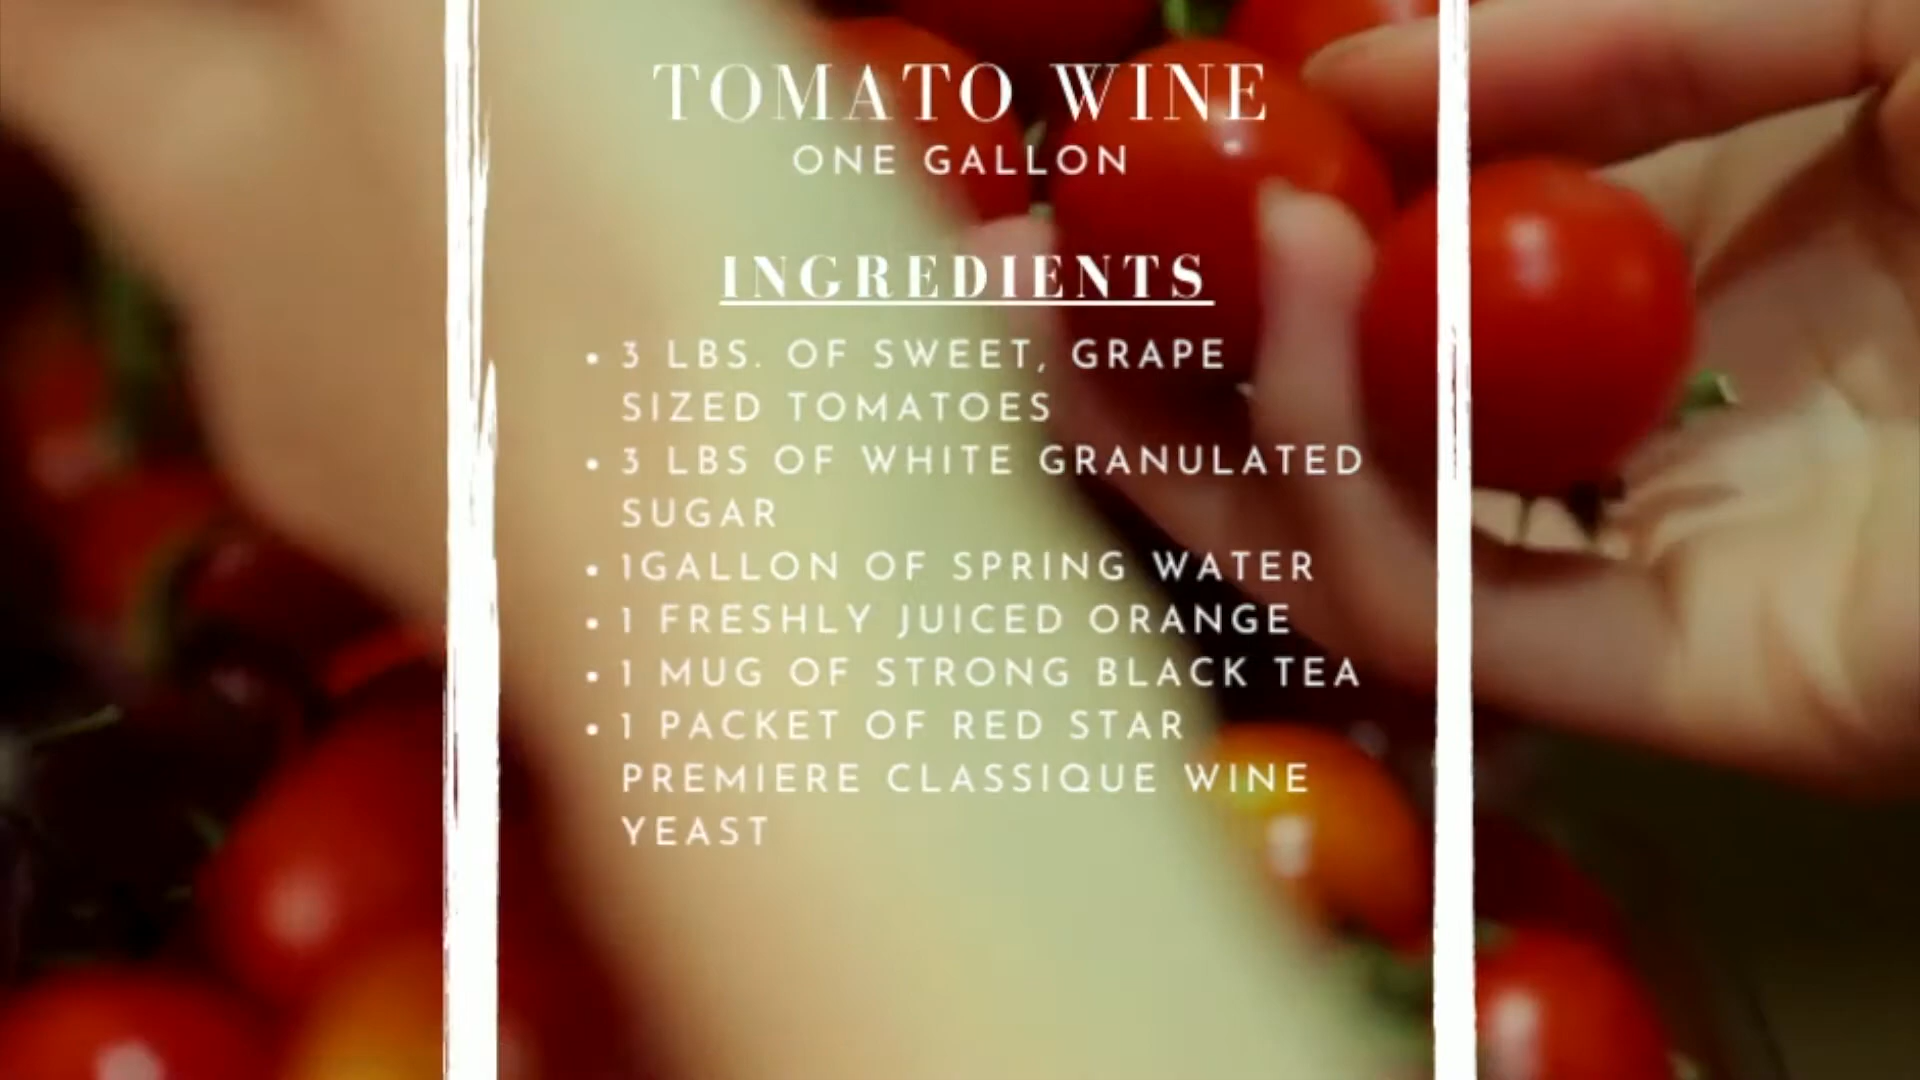 TOMATO WINE
ONE GALLON
INGREDIENTS
• 3 LBS. OF SWEET, GRAPE
SIZED TOMATOES
• 3 LBS OF WHITE GRANULATED
SUGAR
• 1GALLON OF SPRING WATER
• 1 FRESHLY JUICED ORANGE
• 1 MUG OF STRONG BLACK TEA
• 1 PACKET OF RED STAR
PREMIERE CLASSIQUE WINE
YEAST